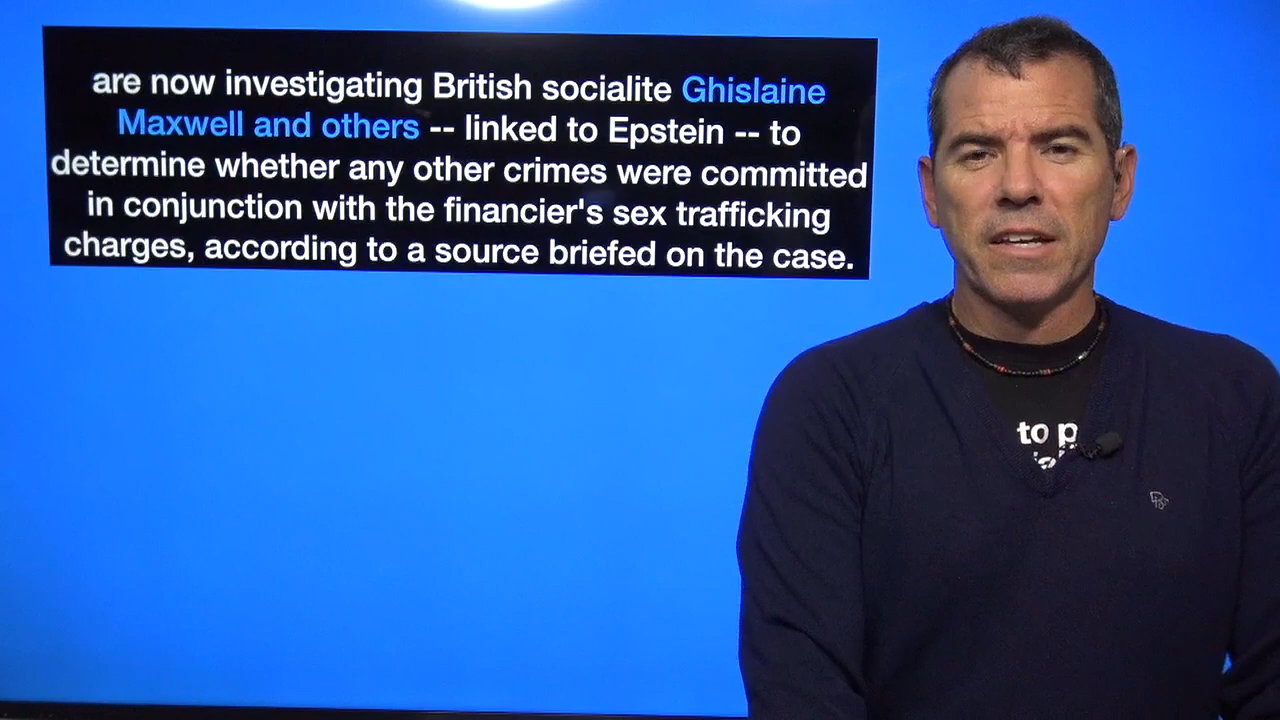 are now investigating British socialite Ghislaine
Maxwell and others -- linked to Epstein -- to
determine whether any other crimes were committed
in conjunction with the financier's sex trafficking
charges, according to a source briefed on the case.
to p